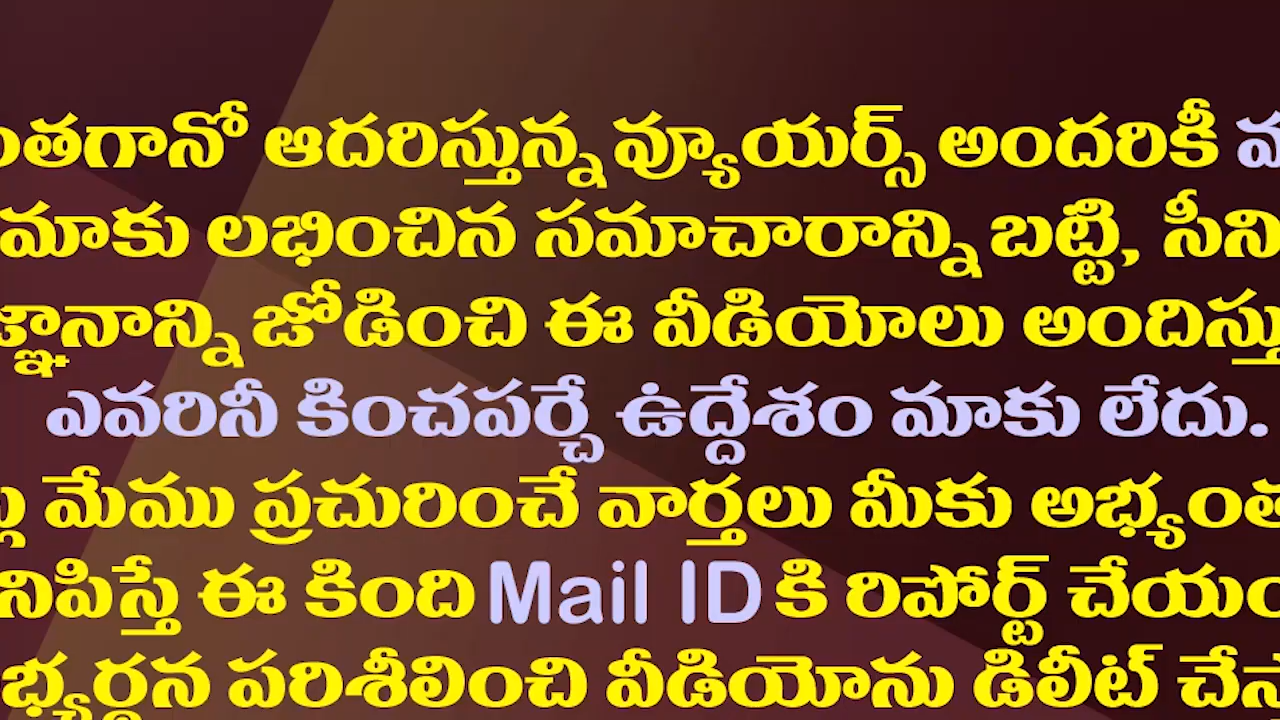 ఆదరిస్తున్న వ్యూయర్స్ అందరికీ
మాకు లభించిన సమాచారాన్ని బట్టి,
జోడించి ఈ వీడియోలు
ఎవరినీ కించపర్చే ఉద్దేశం మాకు లేదు.
మేము ప్రచురించే వార్తలు మీకు
ఈ కింది Mail ID కి రిపోర్ట్
పరిశీలించి వీడియోను డిలీట్